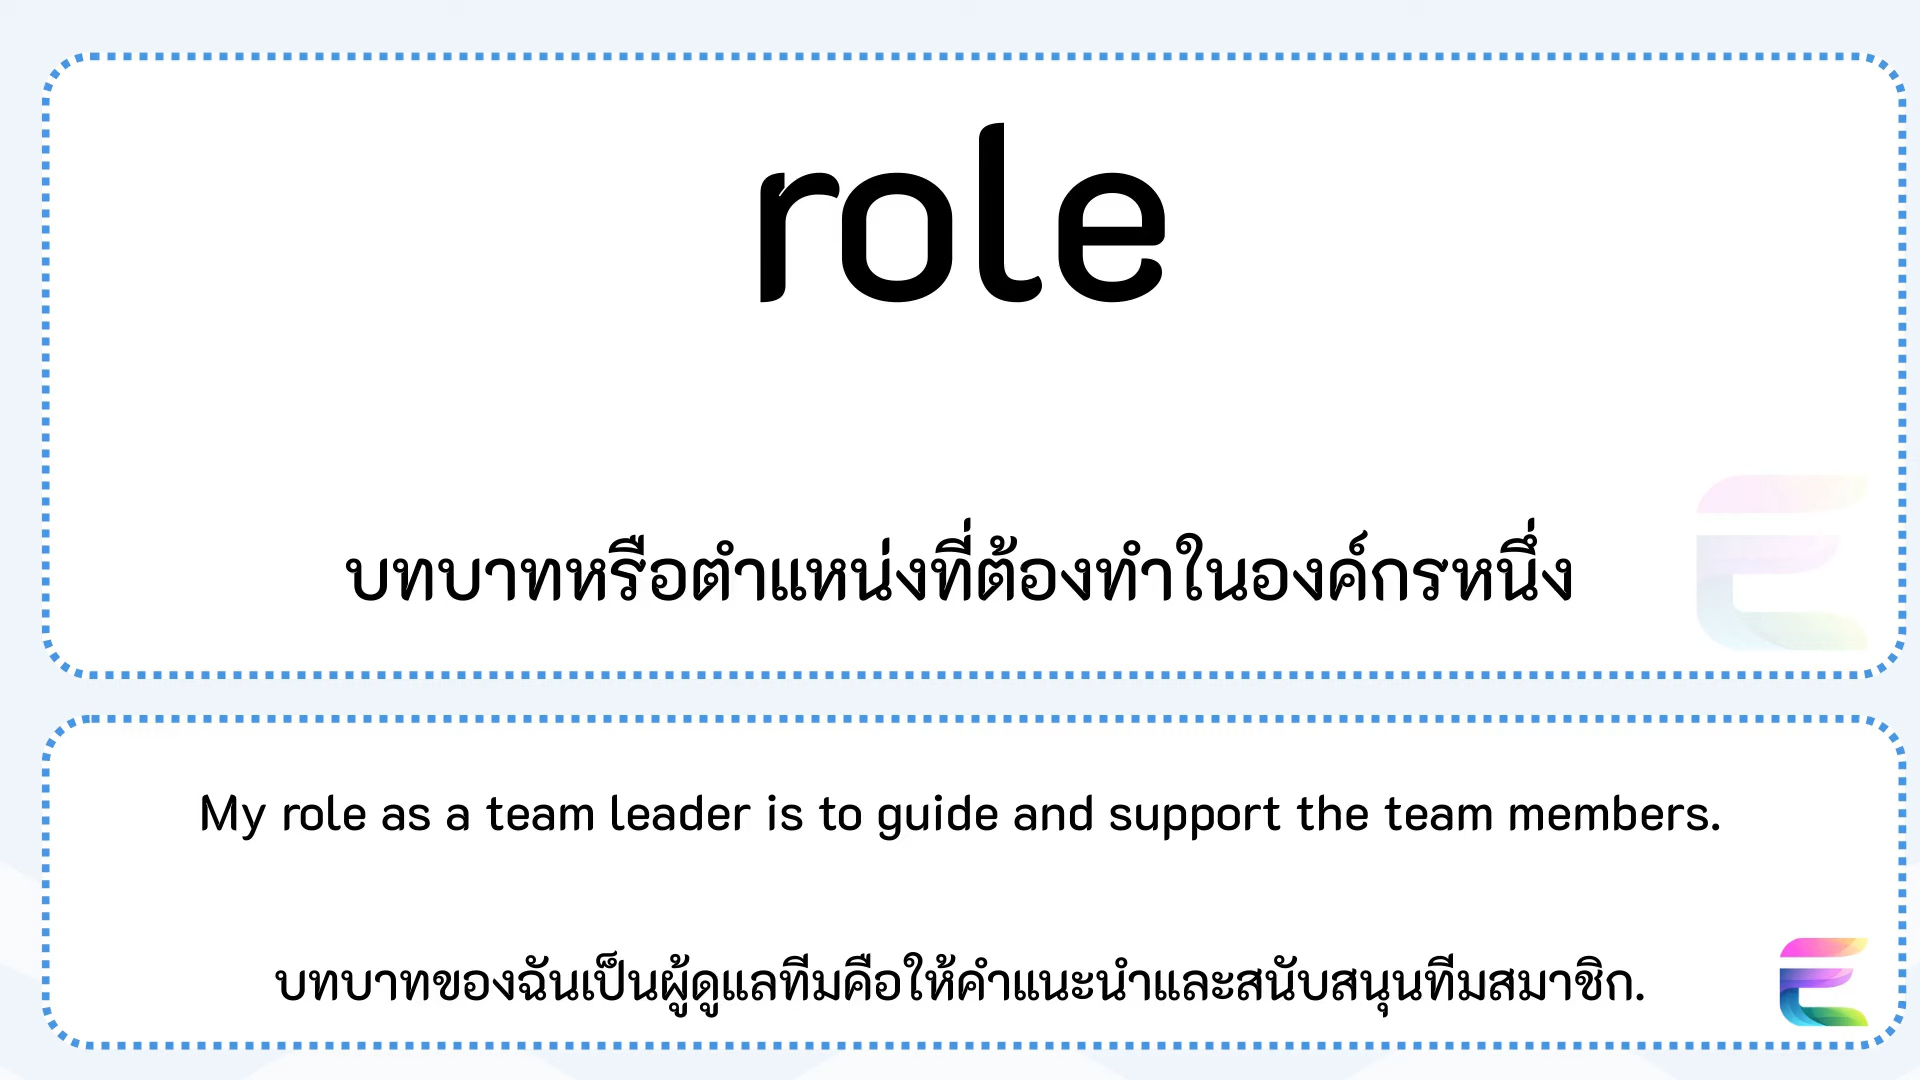 role
บทบาทหรือตำแหน่งที่ต้องทำในองค์กรหนึ่ง
My role as a team leader is to guide and support the team members.
บทบาทของฉันเป็นผู้ดูแลทีมคือให้คำแนะนำและสนับสนุนทีมสมาชิก.